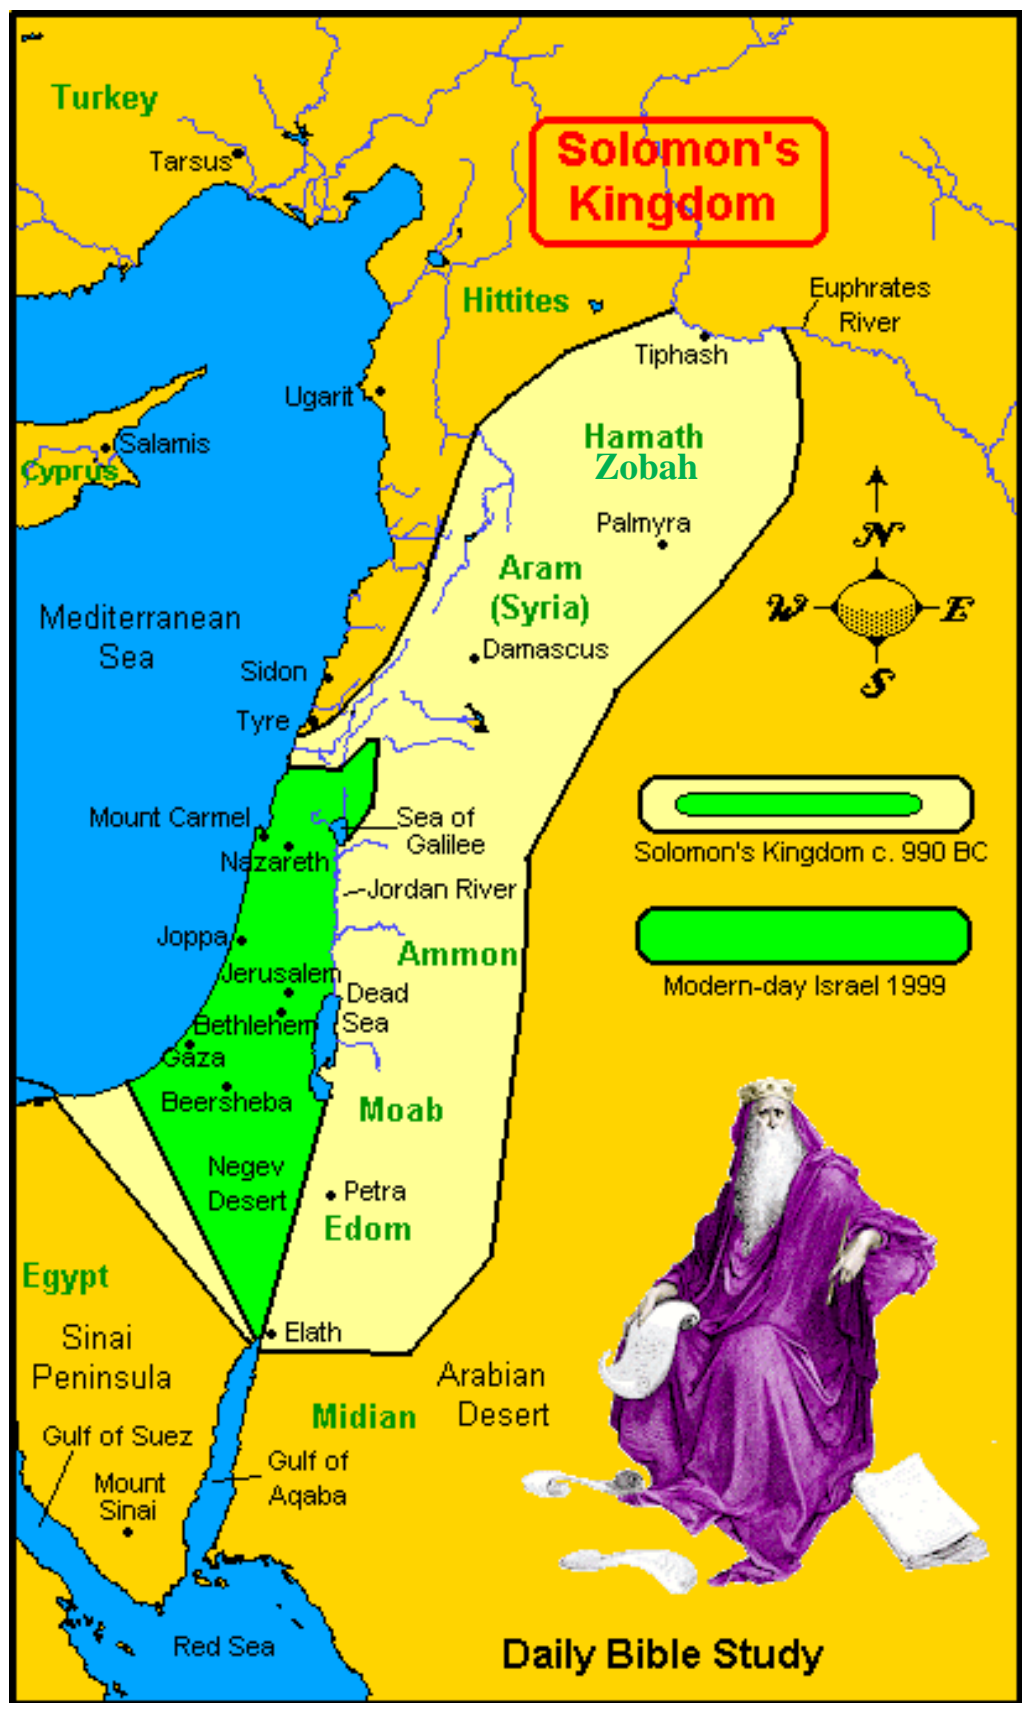 Turkey
Tarsus
Solomon's
Kingdom
Hittites
Euphrates
River
Tiphash
Ugarit
Salamis
Cyprus
Hamath
Zobah
Palmyra
Aram
(Syria)
N
W
E
S
Mediterranean
Sea
Damascus
Sidon
Tyre
Mount Carmel
Sea of
Galilee
Nazareth
Solomon's Kingdom c. 990 BC
Jordan River
Joppa
Ammon
Jerusalem
Modern-day Israel 1999
Dead
Sea
Bethlehem
Gaza
Beersheba
Moab
Negev
Desert
Petra
Edom
Egypt
Sinai
Peninsula
Elath
Arabian
Desert
Midian
Gulf of Suez
Gulf of
Aqaba
Mount
Sinai
Red Sea
Daily Bible Study